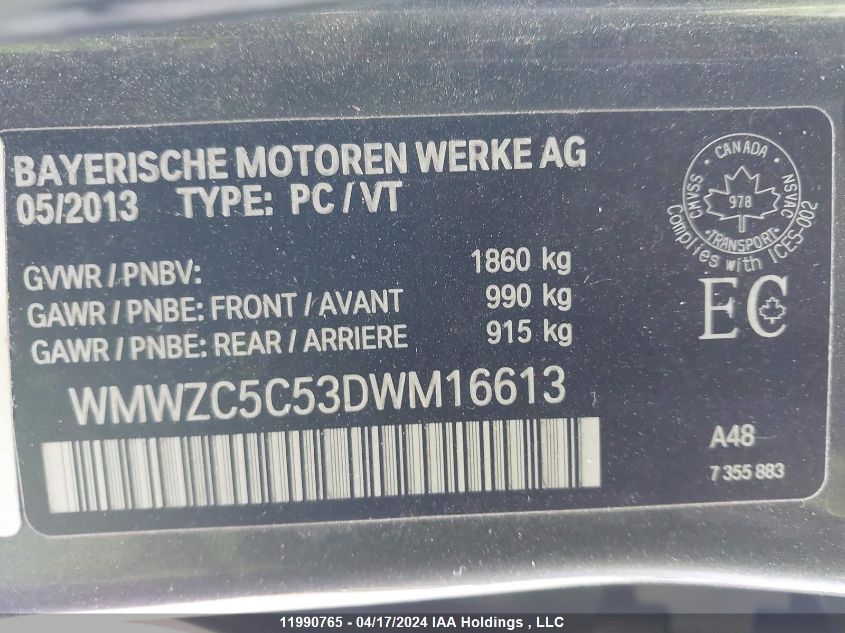 BAYERISCHE MOTOREN WERKE AG
05/2013 TYPE: PC / VT
GVWR / PNBV: 1860 kg
GAWR / PNBE: FRONT / AVANT 990 kg
GAWR / PNBE: REAR / ARRIERE 915 kg
WMWZC5C53DWM16613
CANADA
CMVSS
NSVAC
978
TRANSPORT
Complies with ICES-002
EC
A48
7 355 883
11990765 - 04/17/2024 IAA Holdings , LLC